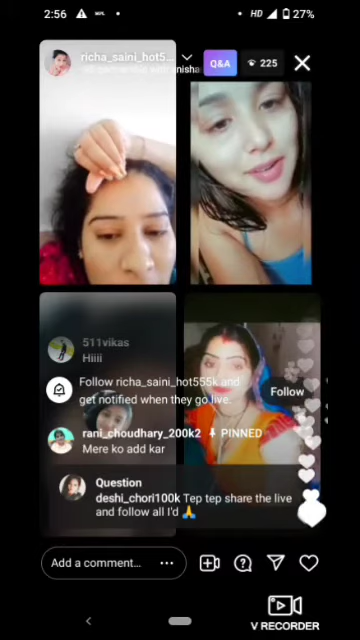 2:56
HD
27%
richa_saini_hot5...
Q&A
225
511vikas
Hiiii
Follow richa_saini_hot555k and
get notified when they go live.
Follow
rani_choudhary_200k2 PINNED
Mere ko add kar
Question
deshi_chori100k Tep tep share the live
and follow all I'd 🙏
Add a comment...
V RECORDER